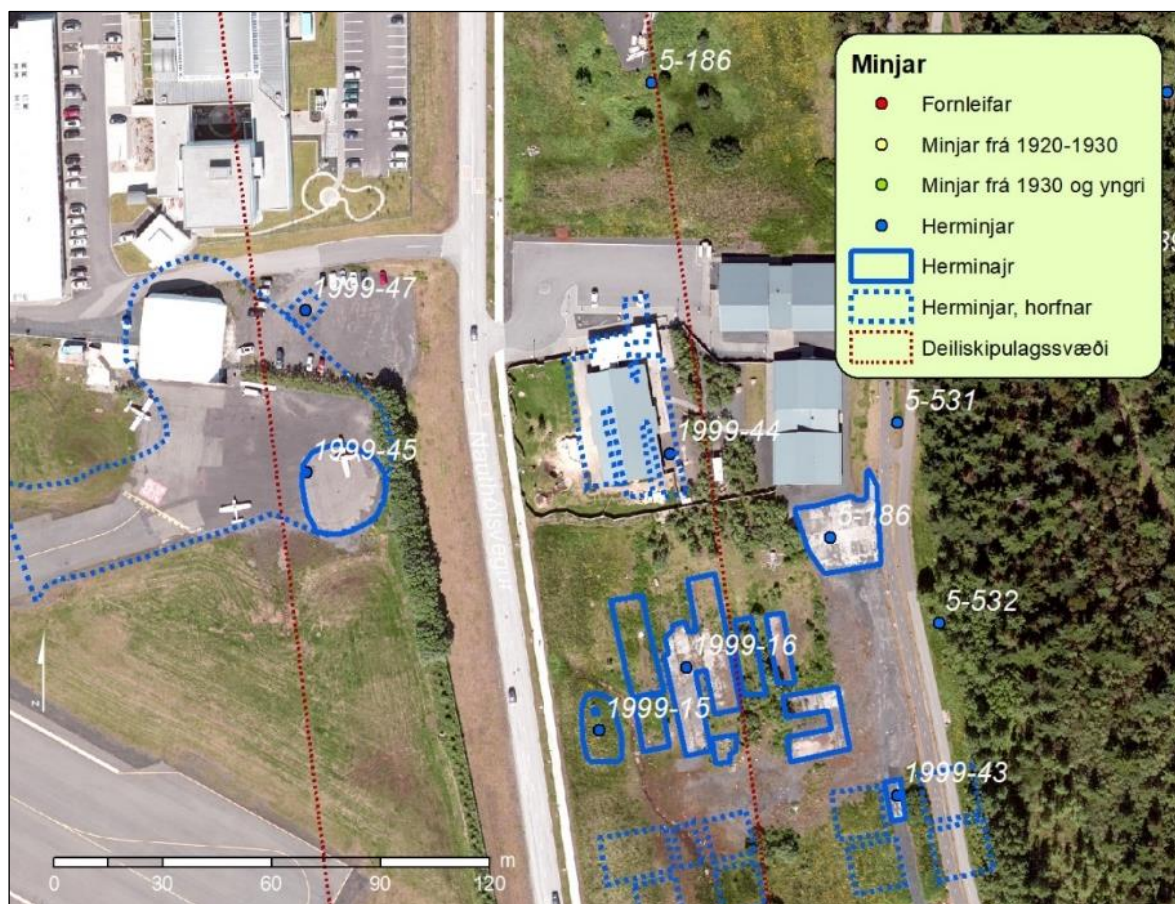 5-186
Minjar
Fornleifar
Minjar frá 1920-1930
Minjar frá 1930 og yngri
Herminjar
Herminajr
Herminjar, horfnar
Deiliskipulagssvæði
1999-47
1999-44
1999-45
5-531
5-186
Nauthólsvegur
5-532
1999-16
1999-15
1999-43
N
m
0 30 60 90 120